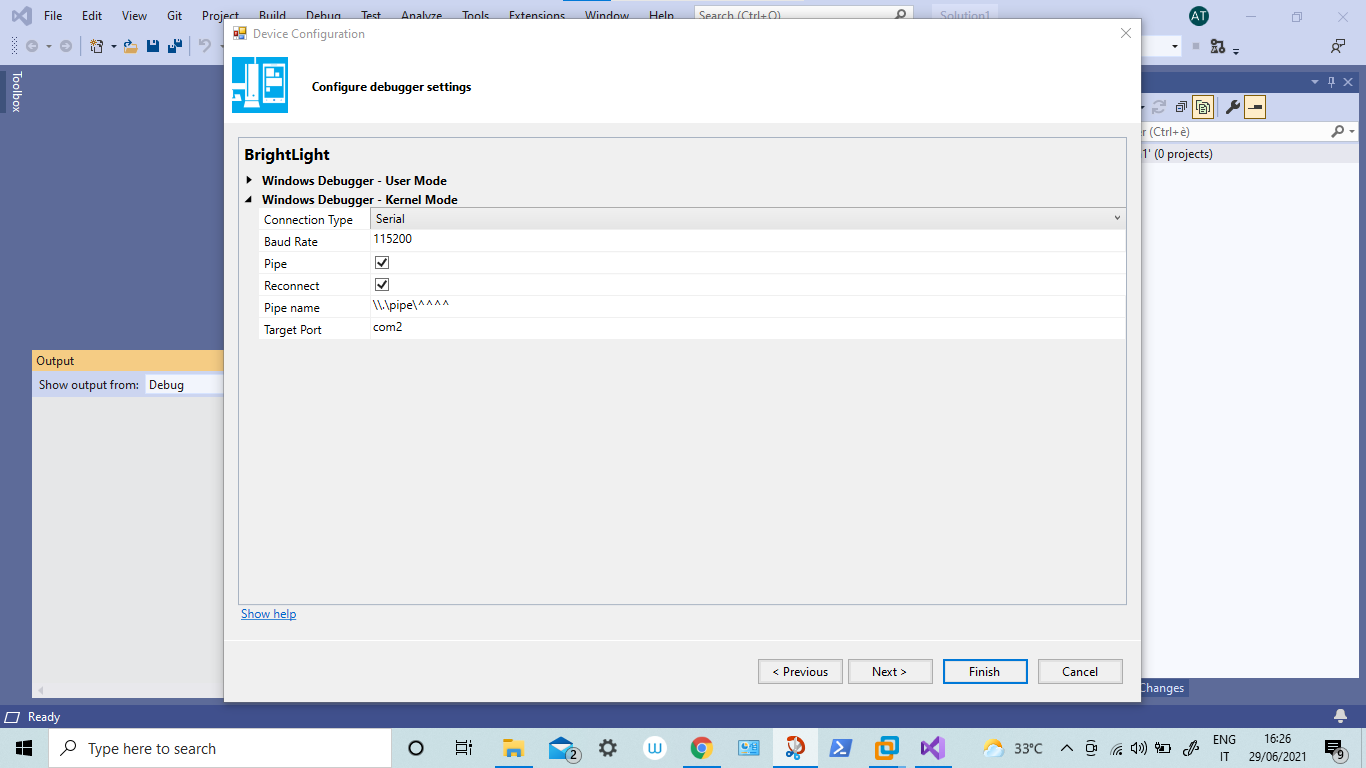 File Edit View Git Project Build Debug Test Analyze Tools Extensions Window Help Search (Ctrl+Q) Solution1 AT
Device Configuration
Configure debugger settings
Toolbox
(Ctrl+è)
1' (0 projects)
BrightLight
Windows Debugger - User Mode
Windows Debugger - Kernel Mode
Connection Type Serial
Baud Rate 115200
Pipe
Reconnect
Pipe name \\.\pipe\^^^^
Target Port com2
Output
Show output from: Debug
Show help
< Previous Next > Finish Cancel
Changes
Ready
Type here to search
2
W
33°C
ENG
IT
16:26
29/06/2021
9